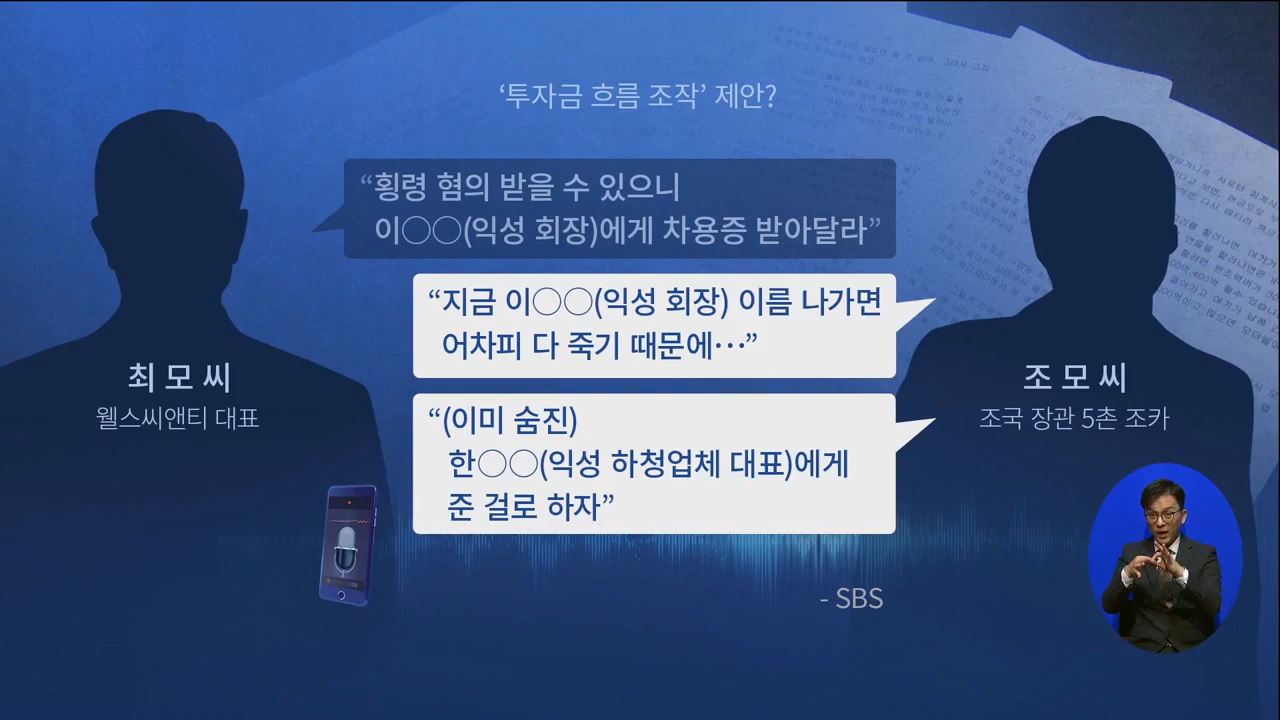 ‘투자금 흐름 조작’ 제안?
“횡령 혐의 받을 수 있으니
이○○(익성 회장)에게 차용증 받아달라”
“지금 이○○(익성 회장) 이름 나가면
어차피 다 죽기 때문에…”
“(이미 숨진)
한○○(익성 하청업체 대표)에게
준 걸로 하자”
최 모 씨
웰스씨앤티 대표
조 모 씨
조국 장관 5촌 조카
- SBS